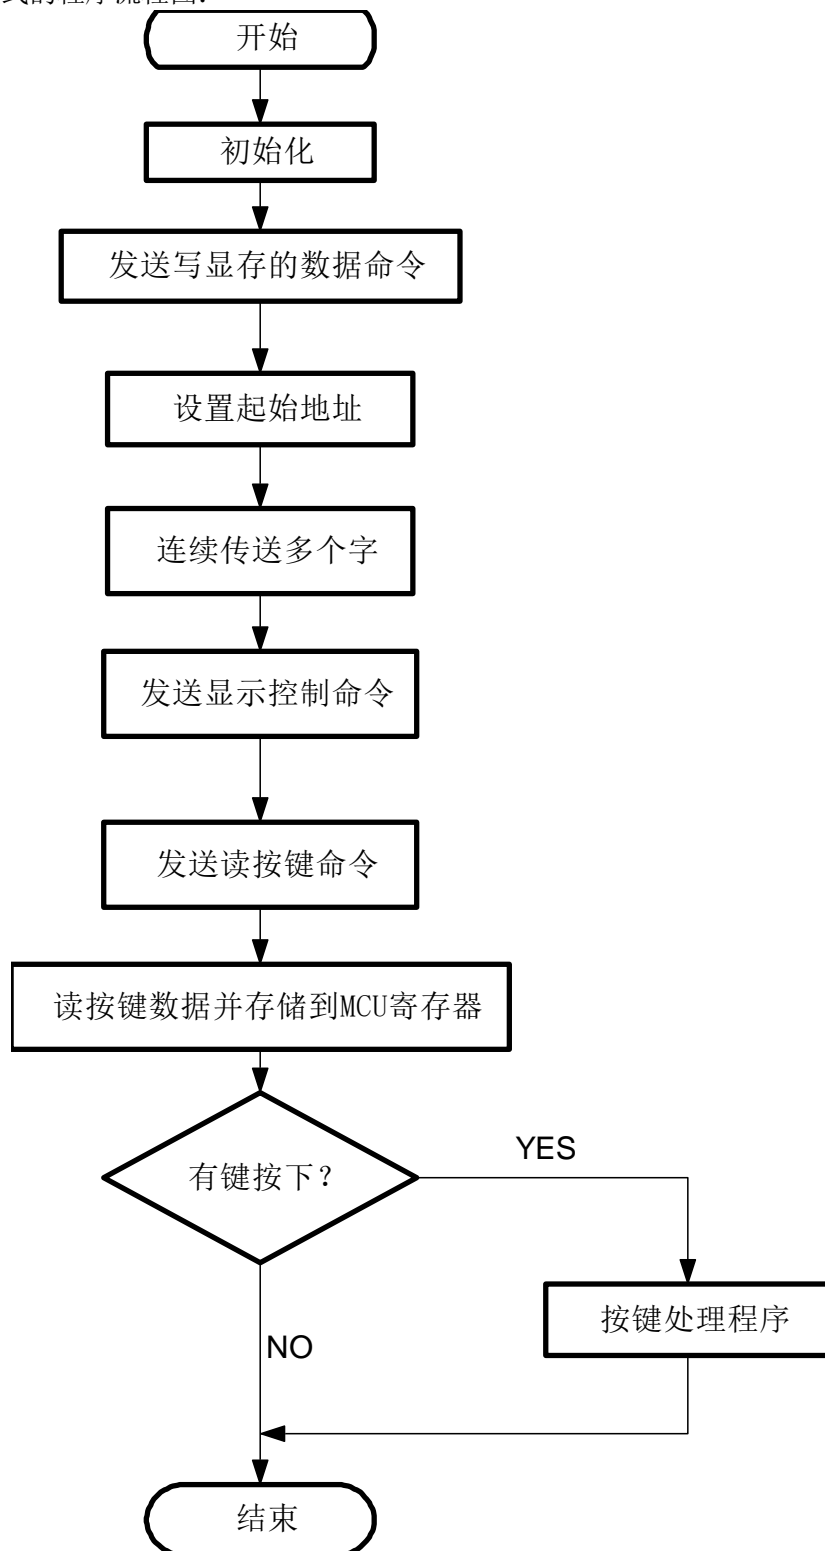 的程序流程图:
开始
初始化
发送写显存的数据命令
设置起始地址
连续传送多个字
发送显示控制命令
发送读按键命令
读按键数据并存储到MCU寄存器
有键按下？
YES
按键处理程序
NO
结束